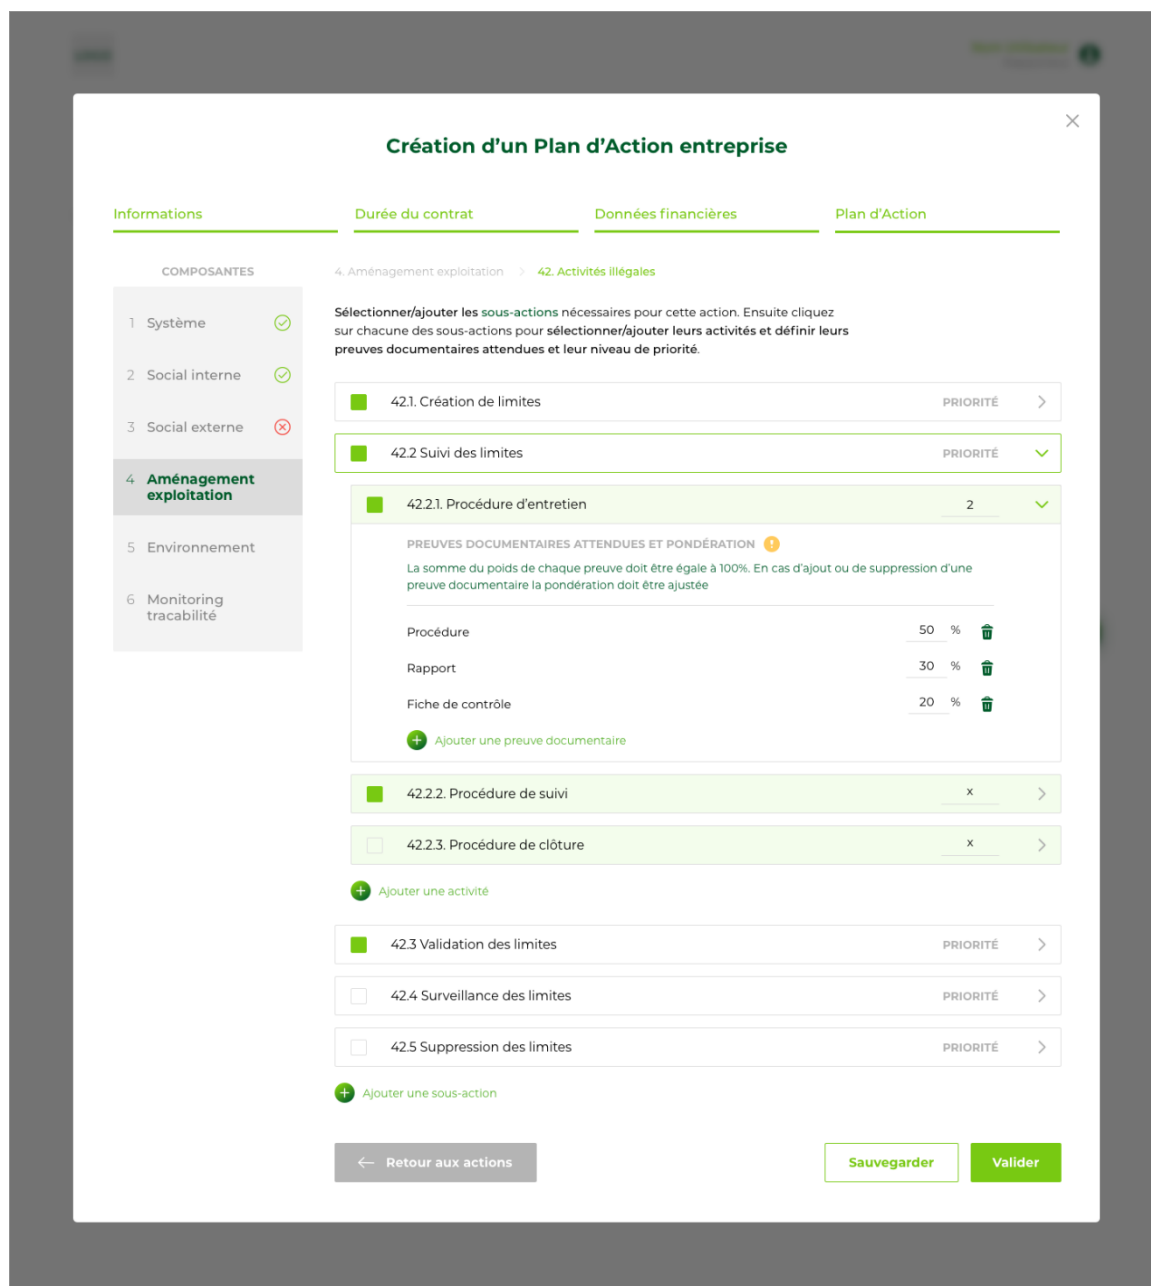 Création d'un Plan d'Action entreprise
Informations
Durée du contrat
Données financières
Plan d'Action
COMPOSANTES
1 Système
2 Social interne
3 Social externe
4 Aménagement
exploitation
5 Environnement
6 Monitoring
tracabilité
4. Aménagement exploitation > 42. Activités illégales
Sélectionner/ajouter les sous-actions nécessaires pour cette action. Ensuite cliquez
sur chacune des sous-actions pour sélectionner/ajouter leurs activités et définir leurs
preuves documentaires attendues et leur niveau de priorité.
42.1. Création de limites PRIORITÉ
42.2 Suivi des limites PRIORITÉ
42.2.1. Procédure d'entretien 2
PREUVES DOCUMENTAIRES ATTENDUES ET PONDÉRATION !
La somme du poids de chaque preuve doit être égale à 100%. En cas d'ajout ou de suppression d'une
preuve documentaire la pondération doit être ajustée
Procédure 50 %
Rapport 30 %
Fiche de contrôle 20 %
Ajouter une preuve documentaire
42.2.2. Procédure de suivi x
42.2.3. Procédure de clôture x
Ajouter une activité
42.3 Validation des limites PRIORITÉ
42.4 Surveillance des limites PRIORITÉ
42.5 Suppression des limites PRIORITÉ
Ajouter une sous-action
← Retour aux actions
Sauvegarder
Valider